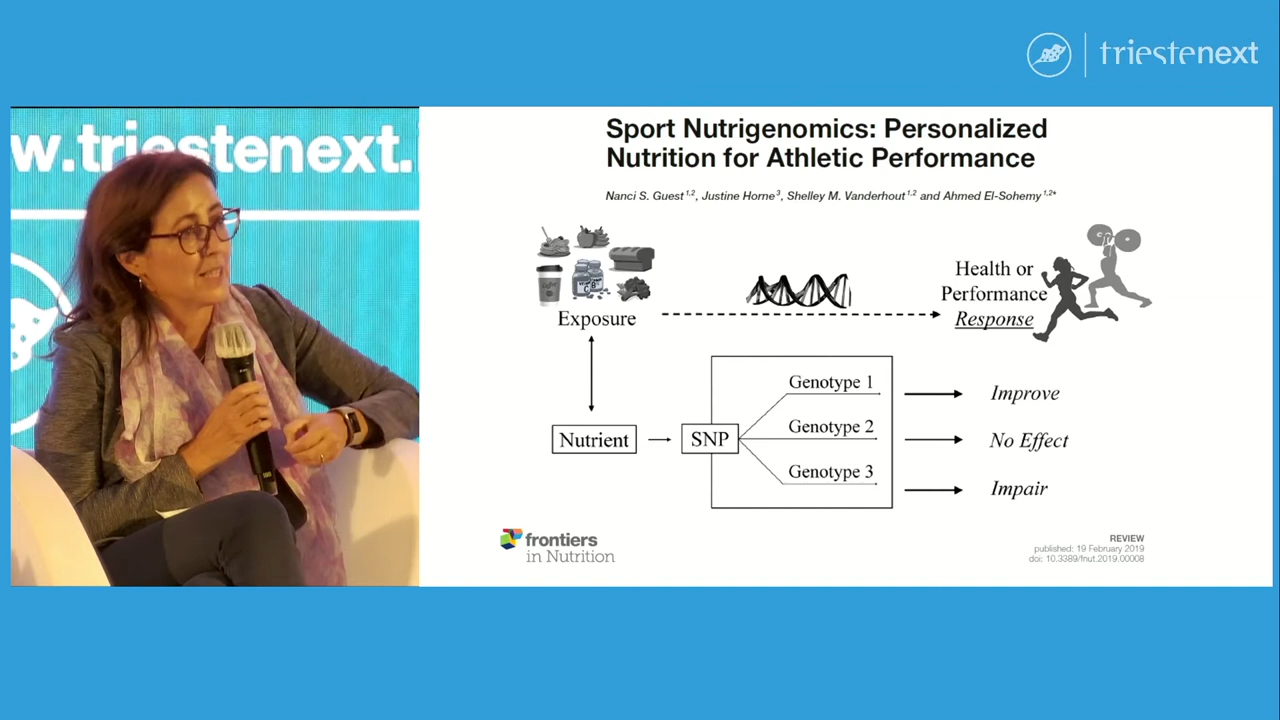 triestenext
w.triestenext.
Sport Nutrigenomics: Personalized
Nutrition for Athletic Performance
Nanci S. Guest 1,2, Justine Horne 3, Shelley M. Vanderhout 1,2 and Ahmed El-Sohemy 1,2*
Exposure
Health or
Performance
Response
Nutrient
SNP
Genotype 1
Genotype 2
Genotype 3
Improve
No Effect
Impair
frontiers
in Nutrition
REVIEW
published: 19 February 2019
doi: 10.3389/fnut.2019.00008